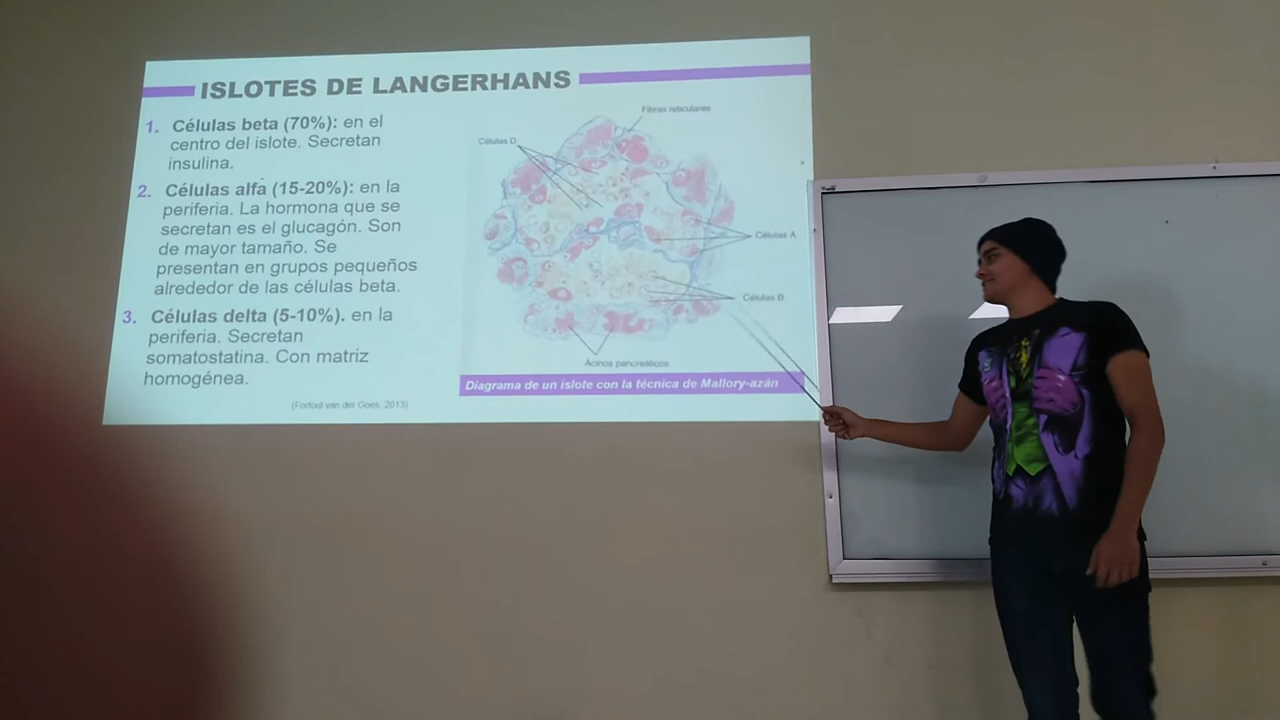 ISLOTES DE LANGERHANS
1. Células beta (70%): en el
centro del islote. Secretan
insulina.
2. Células alfa (15-20%): en la
periferia. La hormona que se
secretan es el glucagón. Son
de mayor tamaño. Se
presentan en grupos pequeños
alrededor de las células beta.
3. Células delta (5-10%). en la
periferia. Secretan
somatostatina. Con matriz
homogénea.
(Fortoul van der Goes, 2013)
Fibras reticulares
Células D
Células A
Células B
Acinos pancreáticos
Diagrama de un islote con la técnica de Mallory-azán